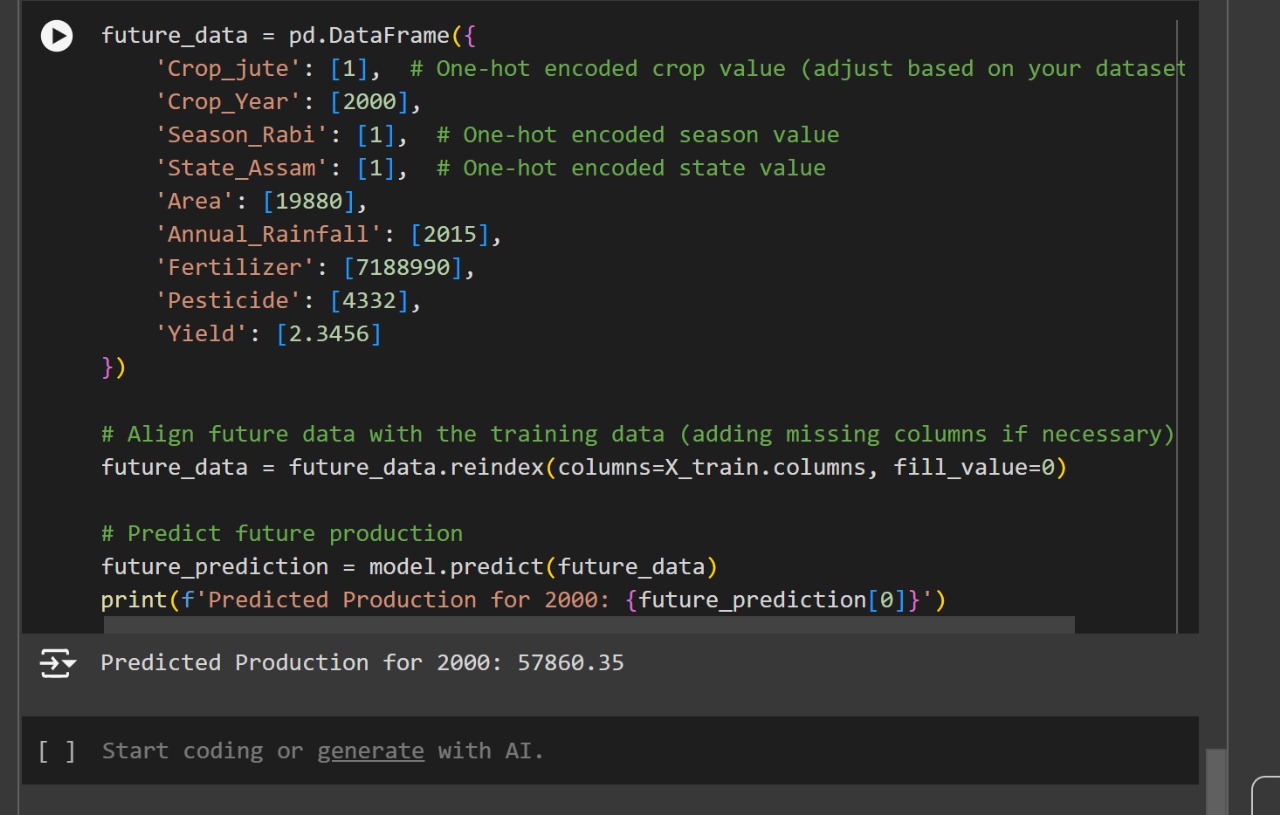 future_data = pd.DataFrame({
    'Crop_jute': [1],  # One-hot encoded crop value (adjust based on your dataset
    'Crop_Year': [2000],
    'Season_Rabi': [1],  # One-hot encoded season value
    'State_Assam': [1],  # One-hot encoded state value
    'Area': [19880],
    'Annual_Rainfall': [2015],
    'Fertilizer': [7188990],
    'Pesticide': [4332],
    'Yield': [2.3456]
})
# Align future data with the training data (adding missing columns if necessary)
future_data = future_data.reindex(columns=X_train.columns, fill_value=0)
# Predict future production
future_prediction = model.predict(future_data)
print(f'Predicted Production for 2000: {future_prediction[0]}')
Predicted Production for 2000: 57860.35
[ ] Start coding or generate with AI.